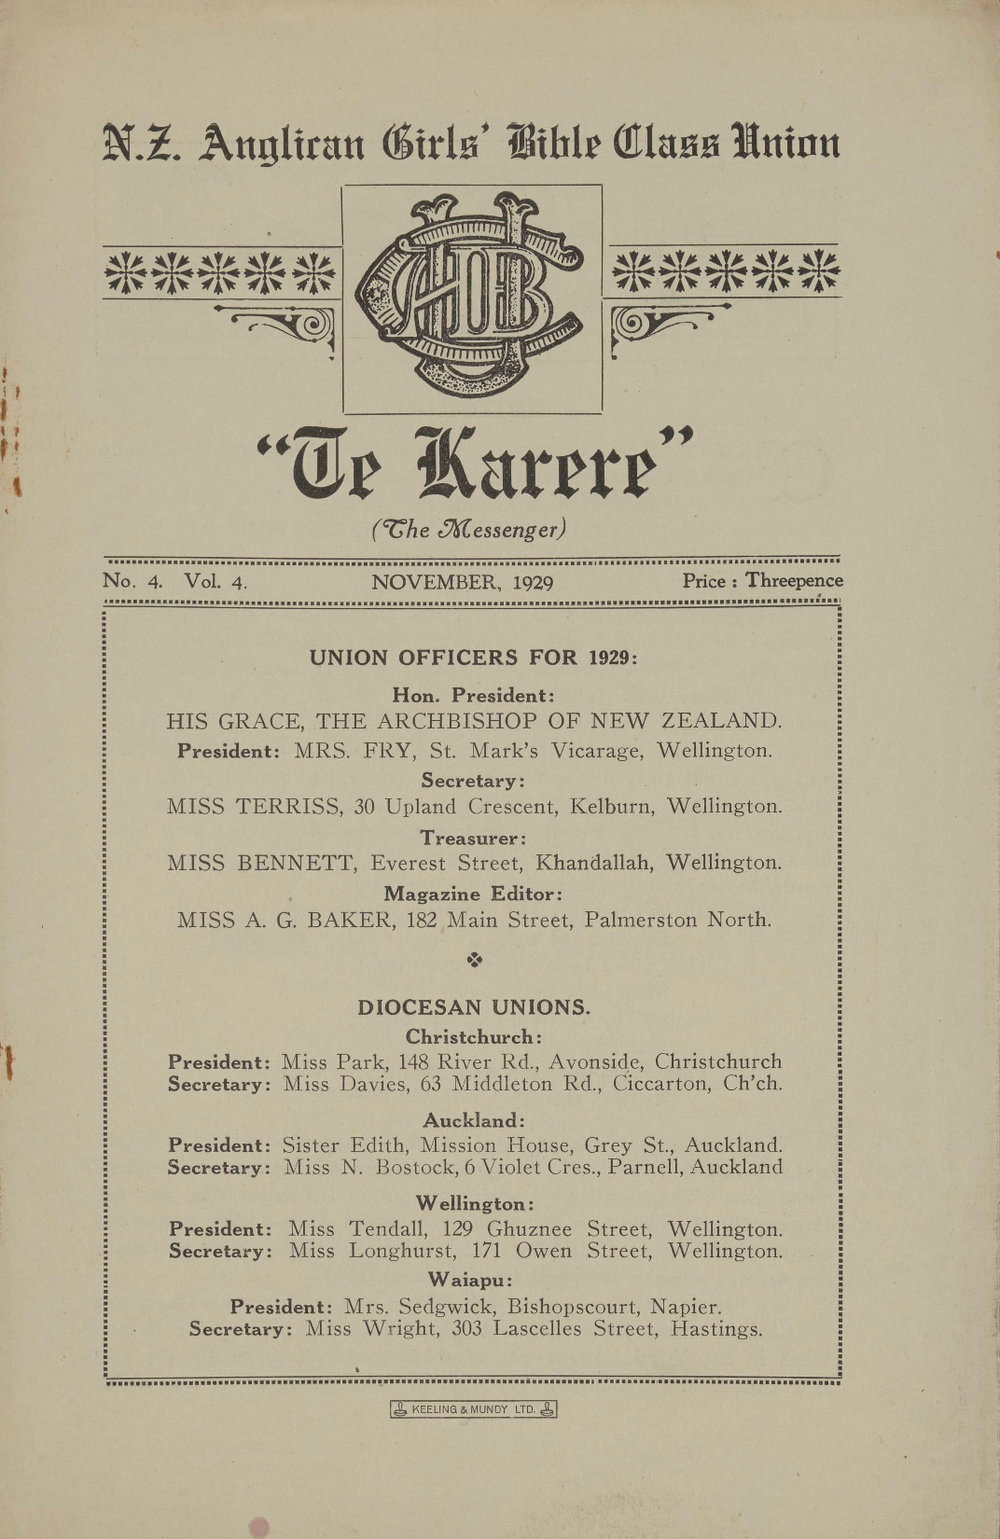 N.Z. Anglican Girls' Bible Class Union
"Te Karere"
(The Messenger)
No. 4. Vol. 4. NOVEMBER, 1929 Price : Threepence
UNION OFFICERS FOR 1929:
Hon. President:
HIS GRACE, THE ARCHBISHOP OF NEW ZEALAND.
President: MRS. FRY, St. Mark's Vicarage, Wellington.
Secretary:
MISS TERRISS, 30 Upland Crescent, Kelburn, Wellington.
Treasurer:
MISS BENNETT, Everest Street, Khandallah, Wellington.
Magazine Editor:
MISS A. G. BAKER, 182 Main Street, Palmerston North.
DIOCESAN UNIONS.
Christchurch:
President: Miss Park, 148 River Rd., Avonside, Christchurch
Secretary: Miss Davies, 63 Middleton Rd., Ciccarton, Ch'ch.
Auckland:
President: Sister Edith, Mission House, Grey St., Auckland.
Secretary: Miss N. Bostock, 6 Violet Cres., Parnell, Auckland
Wellington:
President: Miss Tendall, 129 Ghuznee Street, Wellington.
Secretary: Miss Longhurst, 171 Owen Street, Wellington.
Waiapu:
President: Mrs. Sedgwick, Bishopscourt, Napier.
Secretary: Miss Wright, 303 Lascelles Street, Hastings.
KEELING & MUNDY LTD.